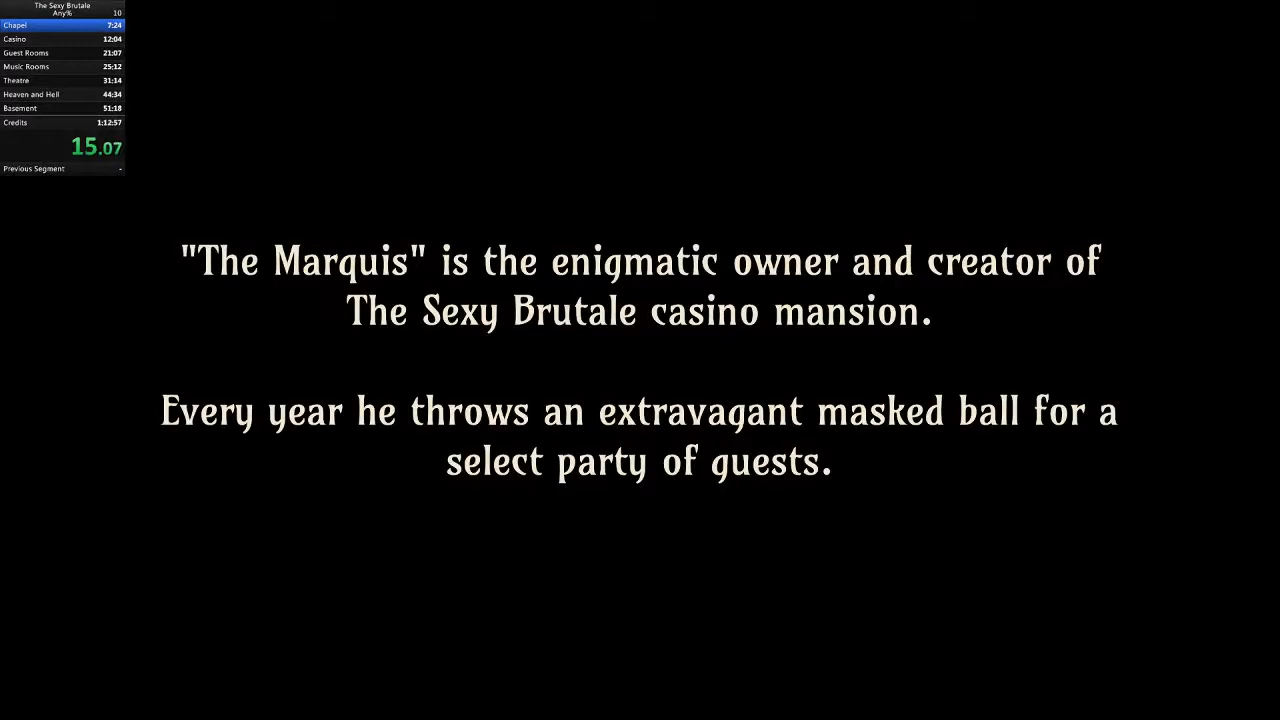 The Sexy Brutale
Any% 10
Chapel 7:24
Casino 12:04
Guest Rooms 21:07
Music Rooms 25:12
Theatre 31:14
Heaven and Hell 44:34
Basement 51:18
Credits 1:12:57
15.07
Previous Segment -
"The Marquis" is the enigmatic owner and creator of
The Sexy Brutale casino mansion.
Every year he throws an extravagant masked ball for a
select party of guests.